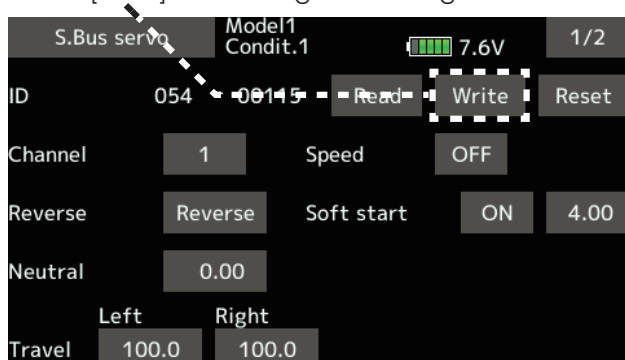 S.Bus servo Model1 7.6V 1/2
Condit.1
ID 054 00115 Read Write Reset
Channel 1 Speed OFF
Reverse Reverse Soft start ON 4.00
Neutral 0.00
Left Right
Travel 100.0 100.0